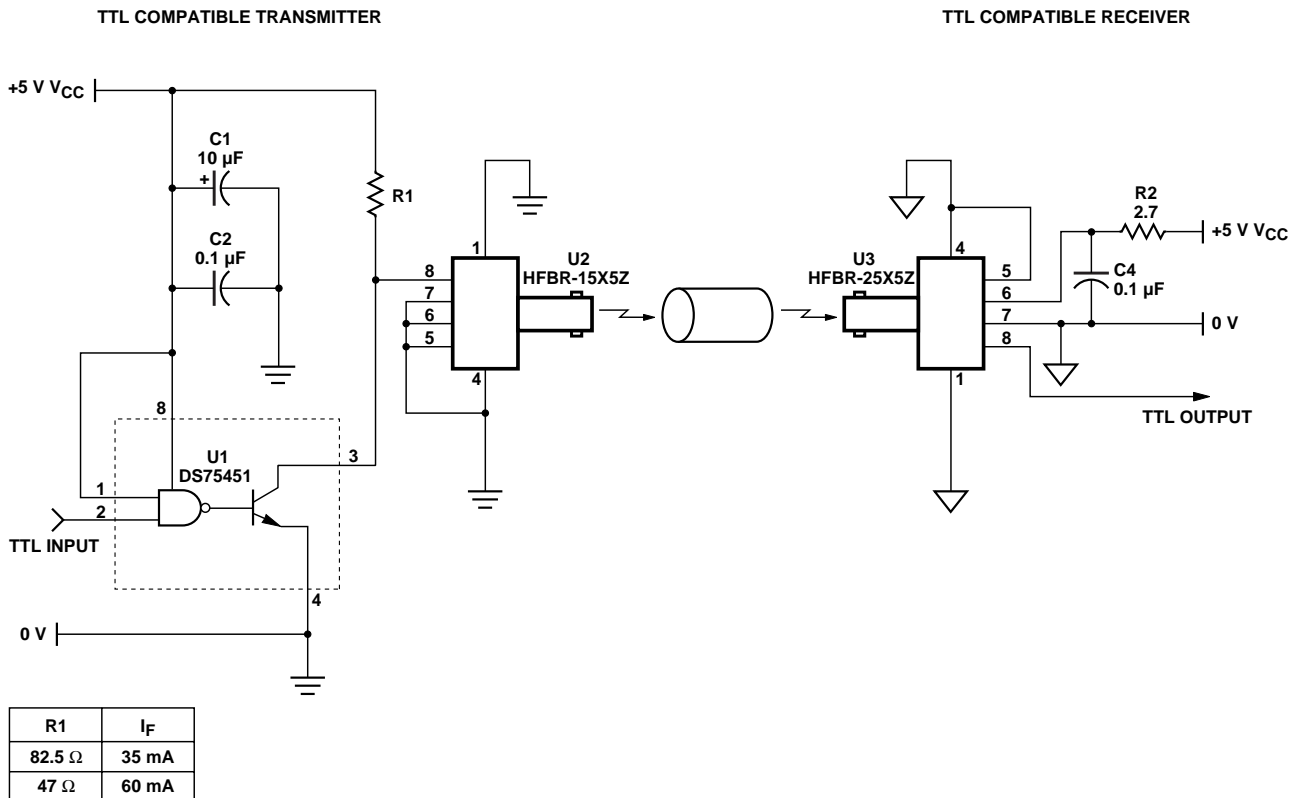 TTL COMPATIBLE TRANSMITTER
TTL COMPATIBLE RECEIVER
+5 V VCC
C1
10 µF
+
C2
0.1 µF
R1
1
8
7
6
5
4
U2
HFBR-15X5Z
U3
HFBR-25X5Z
4
5
6
7
8
1
R2
2.7
+5 V VCC
C4
0.1 µF
0 V
TTL OUTPUT
8
U1
DS75451
3
1
2
TTL INPUT
4
0 V
R1 IF
82.5 Ω 35 mA
47 Ω 60 mA